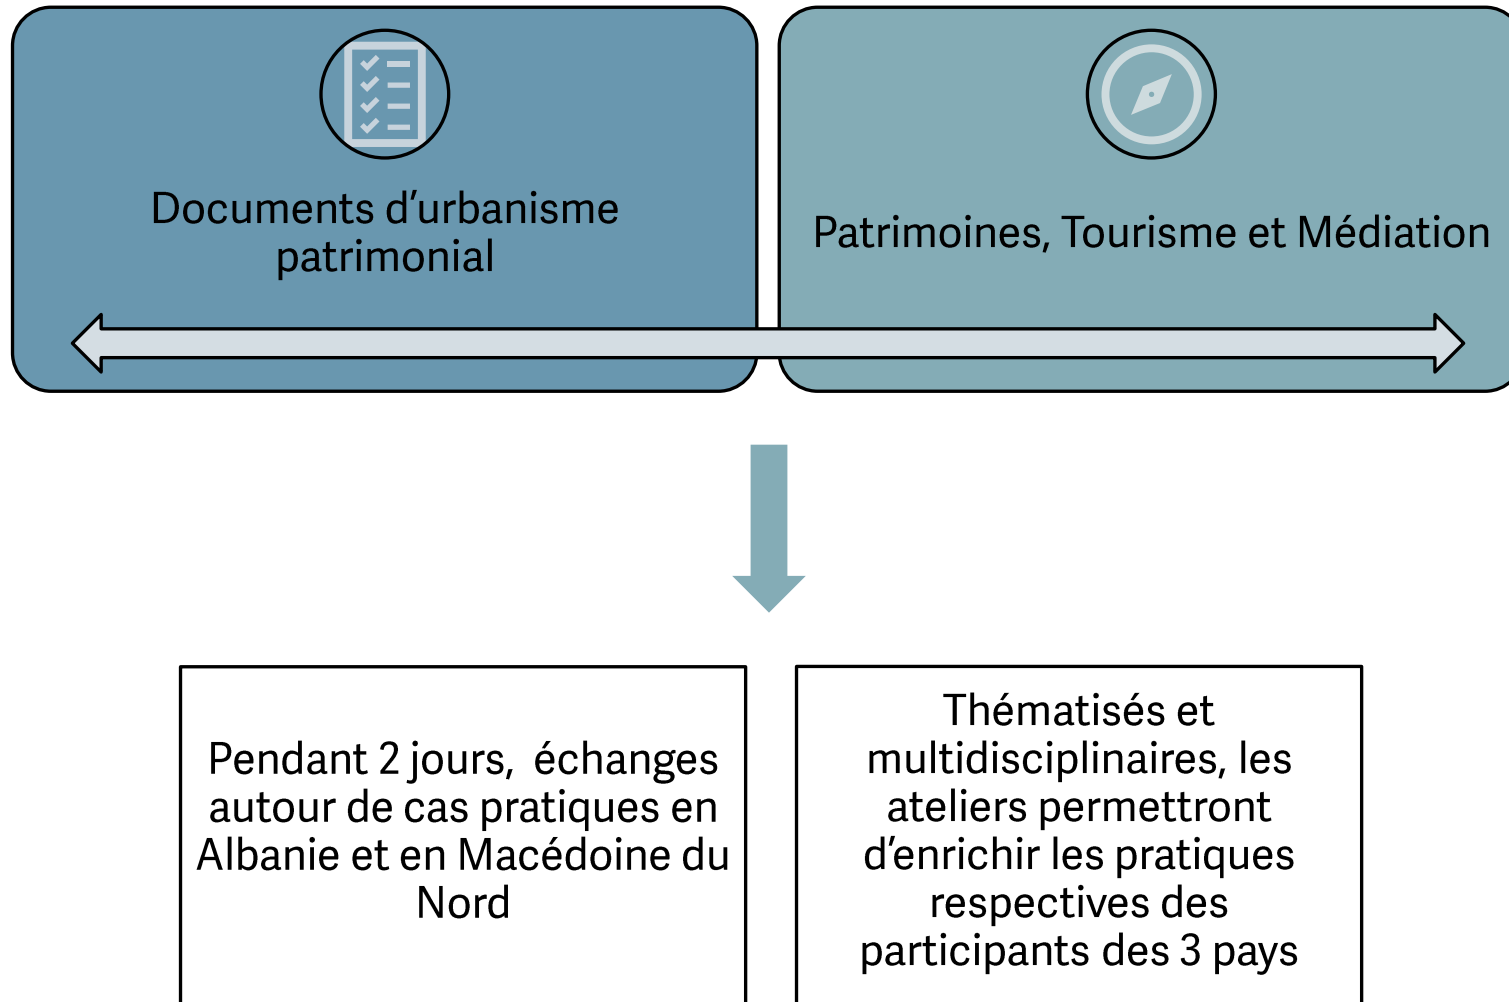 Documents d’urbanisme
patrimonial
Patrimoines, Tourisme et Médiation
Pendant 2 jours,  échanges
autour de cas pratiques en
Albanie et en Macédoine du
Nord
Thématisés et
multidisciplinaires, les
ateliers permettront
d’enrichir les pratiques
respectives des
participants des 3 pays